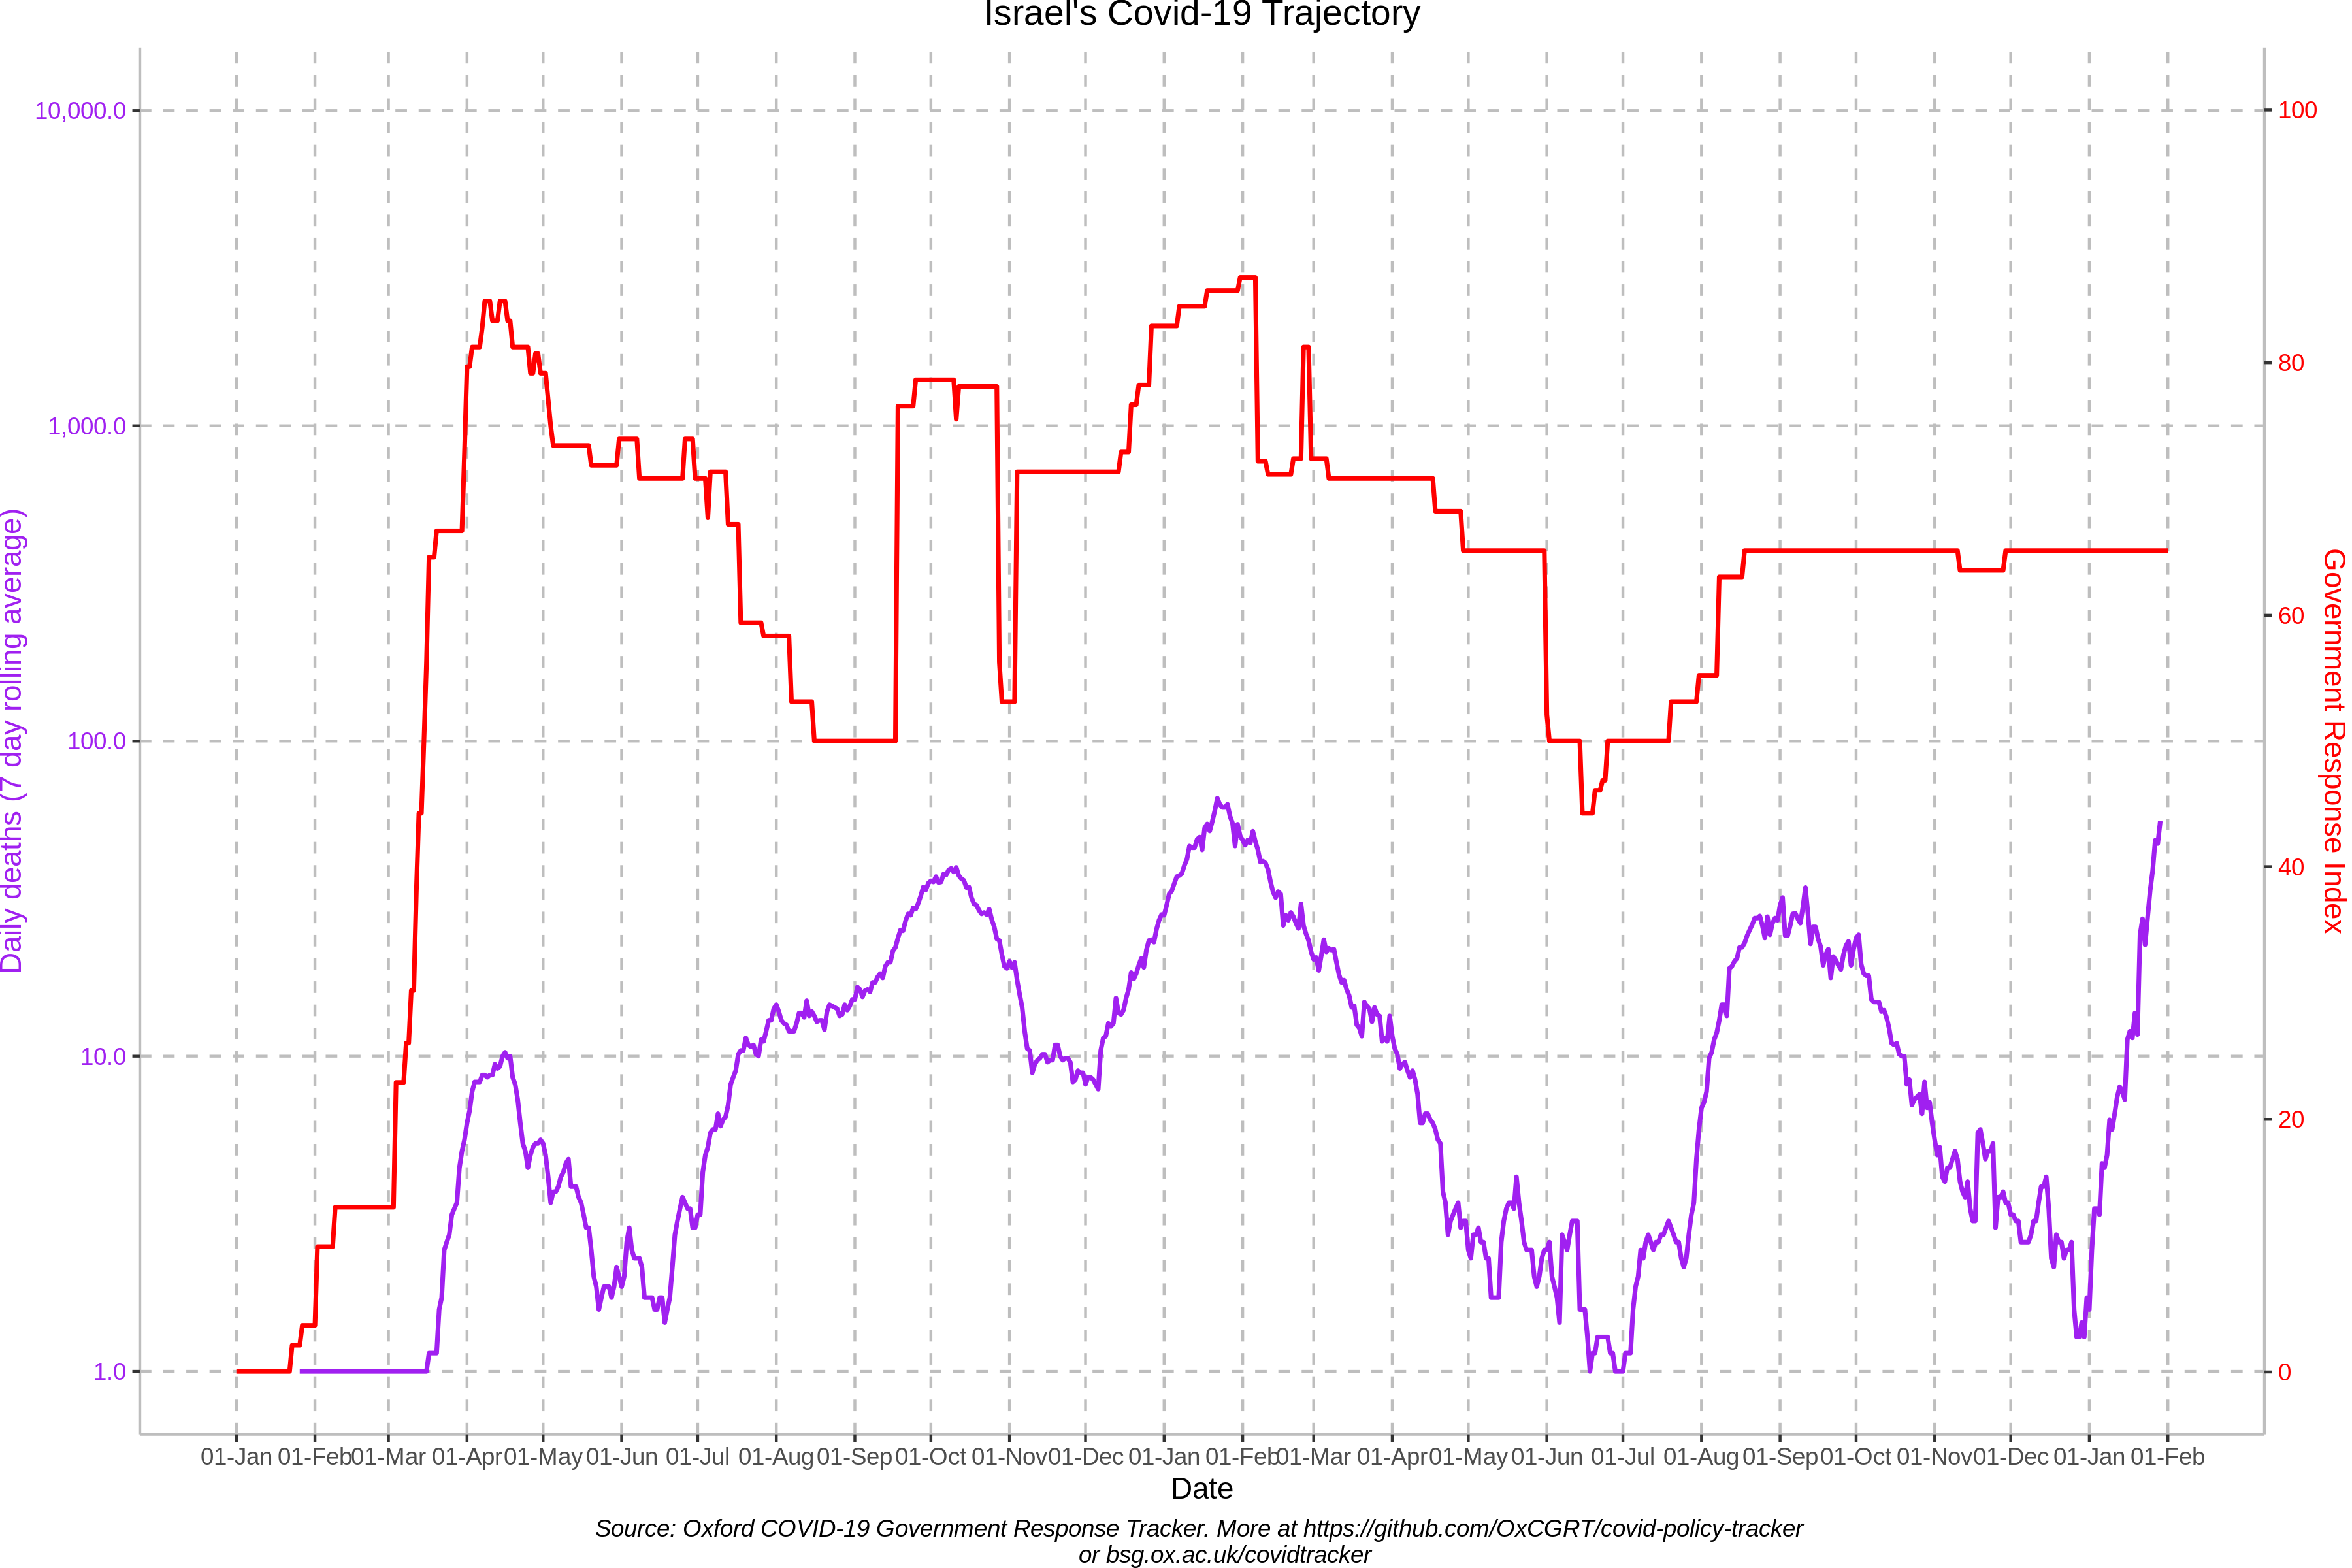 Israel's Covid-19 Trajectory
10,000.0
1,000.0
100.0
10.0
1.0
Daily deaths (7 day rolling average)
100
80
60
40
20
0
Government Response Index
01-Jan 01-Feb 01-Mar 01-Apr 01-May 01-Jun 01-Jul 01-Aug 01-Sep 01-Oct 01-Nov 01-Dec 01-Jan 01-Feb 01-Mar 01-Apr 01-May 01-Jun 01-Jul 01-Aug 01-Sep 01-Oct 01-Nov 01-Dec 01-Jan 01-Feb
Date
Source: Oxford COVID-19 Government Response Tracker. More at https://github.com/OxCGRT/covid-policy-tracker
or bsg.ox.ac.uk/covidtracker